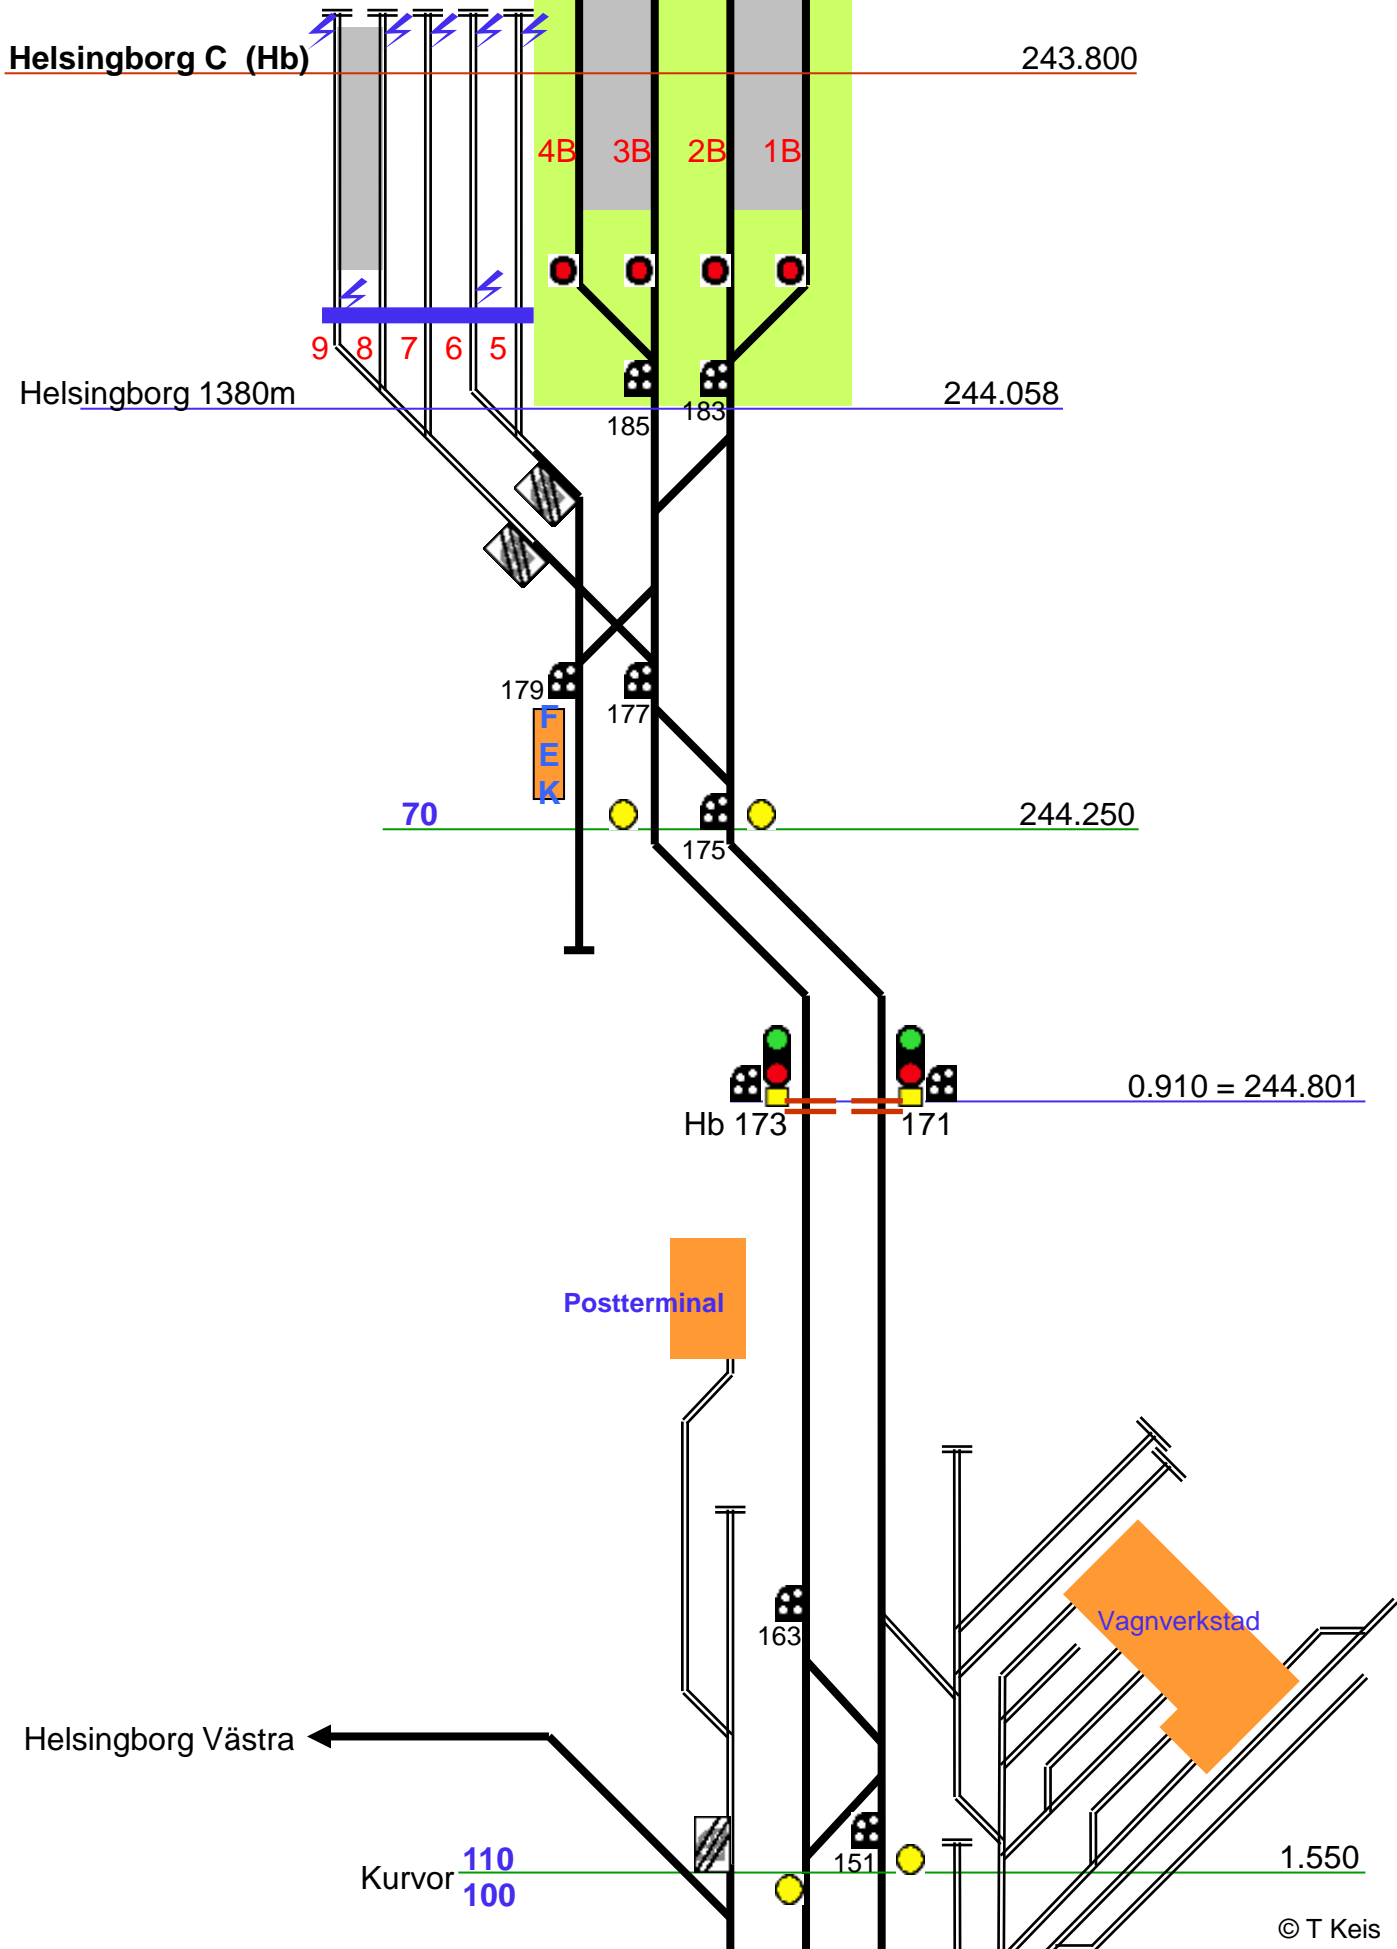 Helsingborg C (Hb)
243.800
4B
3B
2B
1B
9
8
7
6
5
Helsingborg 1380m
244.058
183
185
179
177
F
E
K
70
244.250
175
0.910 = 244.801
Hb 173
171
Postterminal
Vagnverkstad
163
Helsingborg Västra
151
1.550
Kurvor
110
100
© T Keis